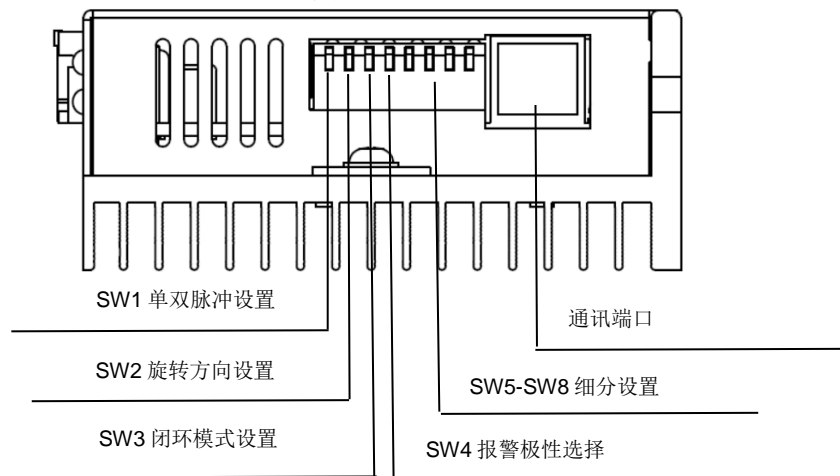 SW1 单双脉冲设置
通讯端口
SW2 旋转方向设置
SW5-SW8 细分设置
SW3 闭环模式设置
SW4 报警极性选择